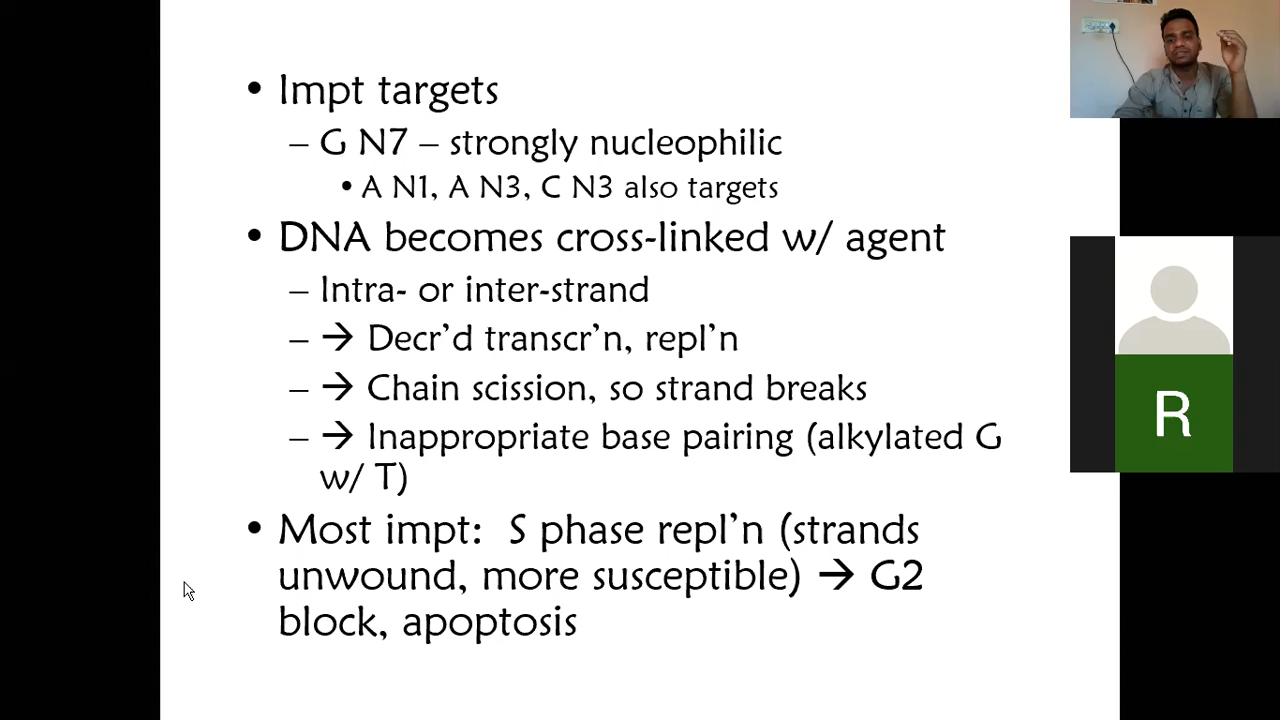 • Impt targets
– G N7 – strongly nucleophilic
• A N1, A N3, C N3 also targets
• DNA becomes cross-linked w/ agent
– Intra- or inter-strand
– → Decr’d transcr’n, repl’n
– → Chain scission, so strand breaks
– → Inappropriate base pairing (alkylated G
w/ T)
• Most impt:  S phase repl’n (strands
unwound, more susceptible) → G2
block, apoptosis
R